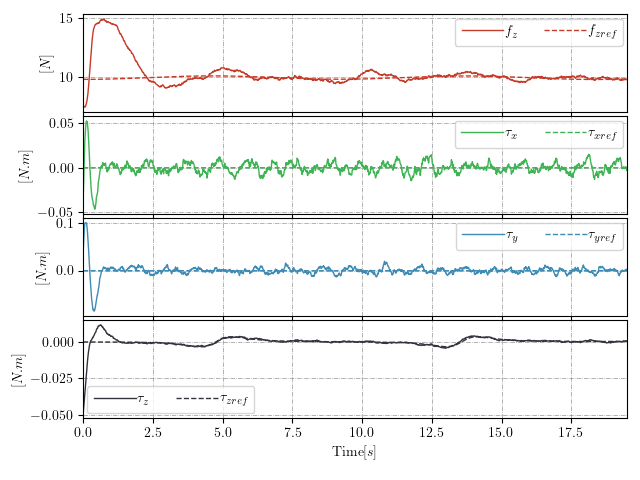 15
10
[N]
f_z f_zref
0.05
0.00
−0.05
[N.m]
τ_x τ_xref
0.1
0.0
[N.m]
τ_y τ_yref
0.000
−0.025
−0.050
[N.m]
τ_z τ_zref
0.0 2.5 5.0 7.5 10.0 12.5 15.0 17.5
Time[s]